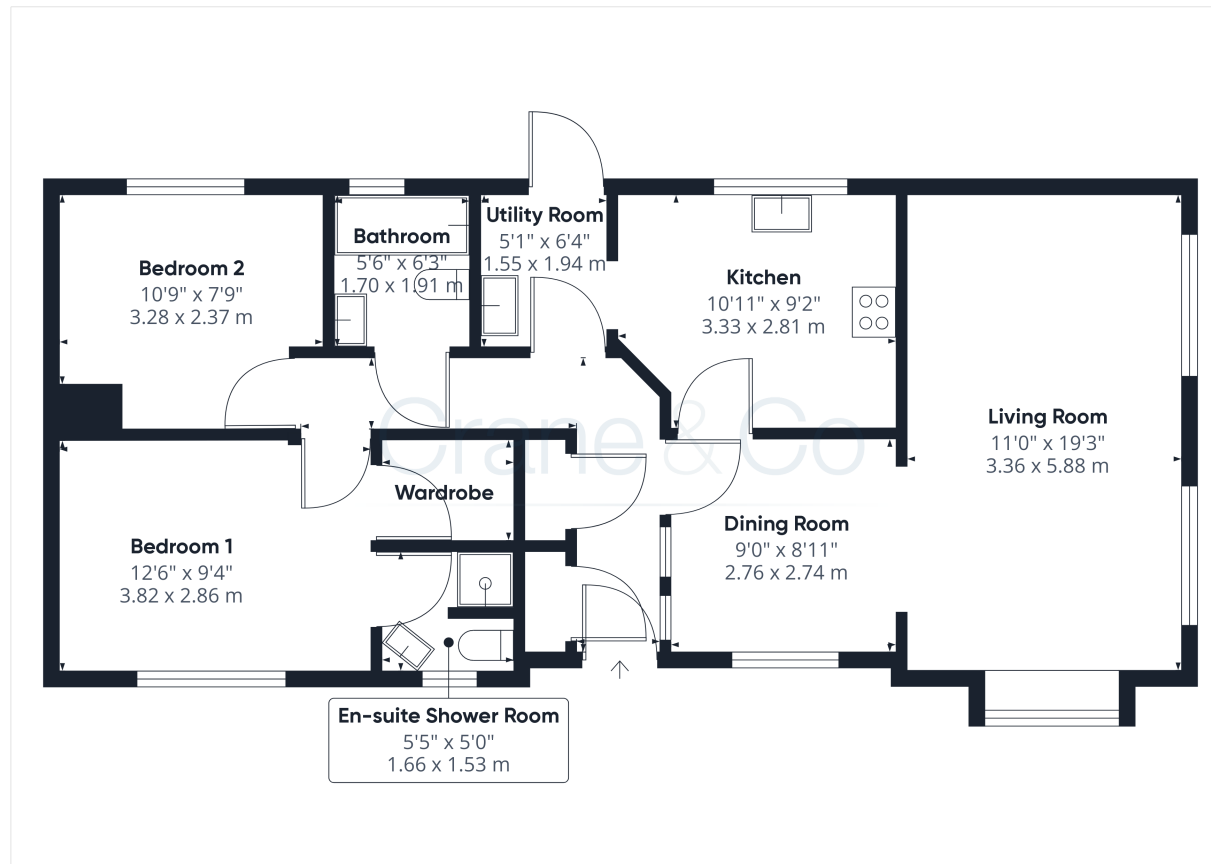 Utility Room
5'1" x 6'4"
1.55 x 1.94 m
Bathroom
5'6" x 6'3"
1.70 x 1.91 m
Bedroom 2
10'9" x 7'9"
3.28 x 2.37 m
Kitchen
10'11" x 9'2"
3.33 x 2.81 m
Living Room
11'0" x 19'3"
3.36 x 5.88 m
Crane & Co
Wardrobe
Dining Room
9'0" x 8'11"
2.76 x 2.74 m
Bedroom 1
12'6" x 9'4"
3.82 x 2.86 m
En-suite Shower Room
5'5" x 5'0"
1.66 x 1.53 m